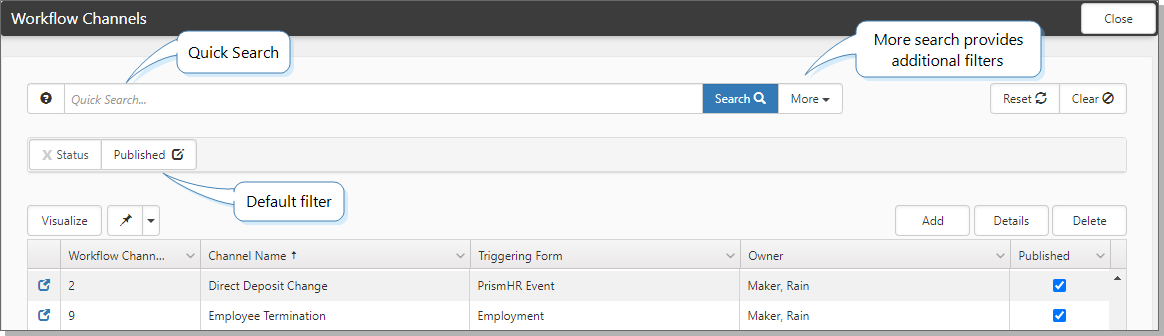 Workflow Channels
Close
Quick Search
More search provides
additional filters
Quick Search...
Search
More
Reset
Clear
X Status
Published
Default filter
Visualize
Add
Details
Delete
Workflow Chann...
Channel Name ↑
Triggering Form
Owner
Published
2
Direct Deposit Change
PrismHR Event
Maker, Rain
9
Employee Termination
Employment
Maker, Rain